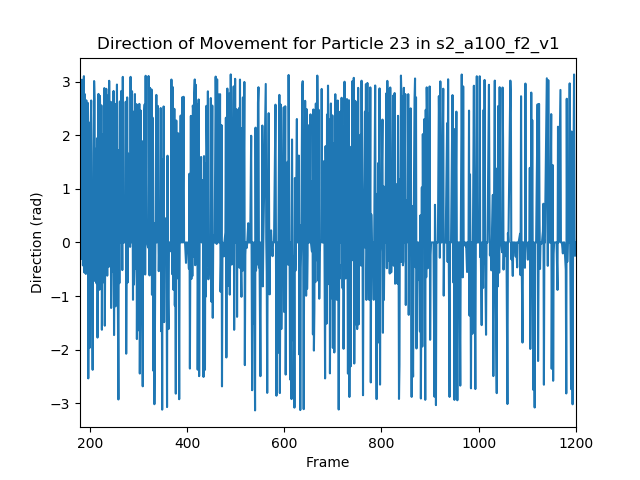 Direction of Movement for Particle 23 in s2_a100_f2_v1
3
2
1
0
−1
−2
−3
Direction (rad)
200 400 600 800 1000 1200
Frame